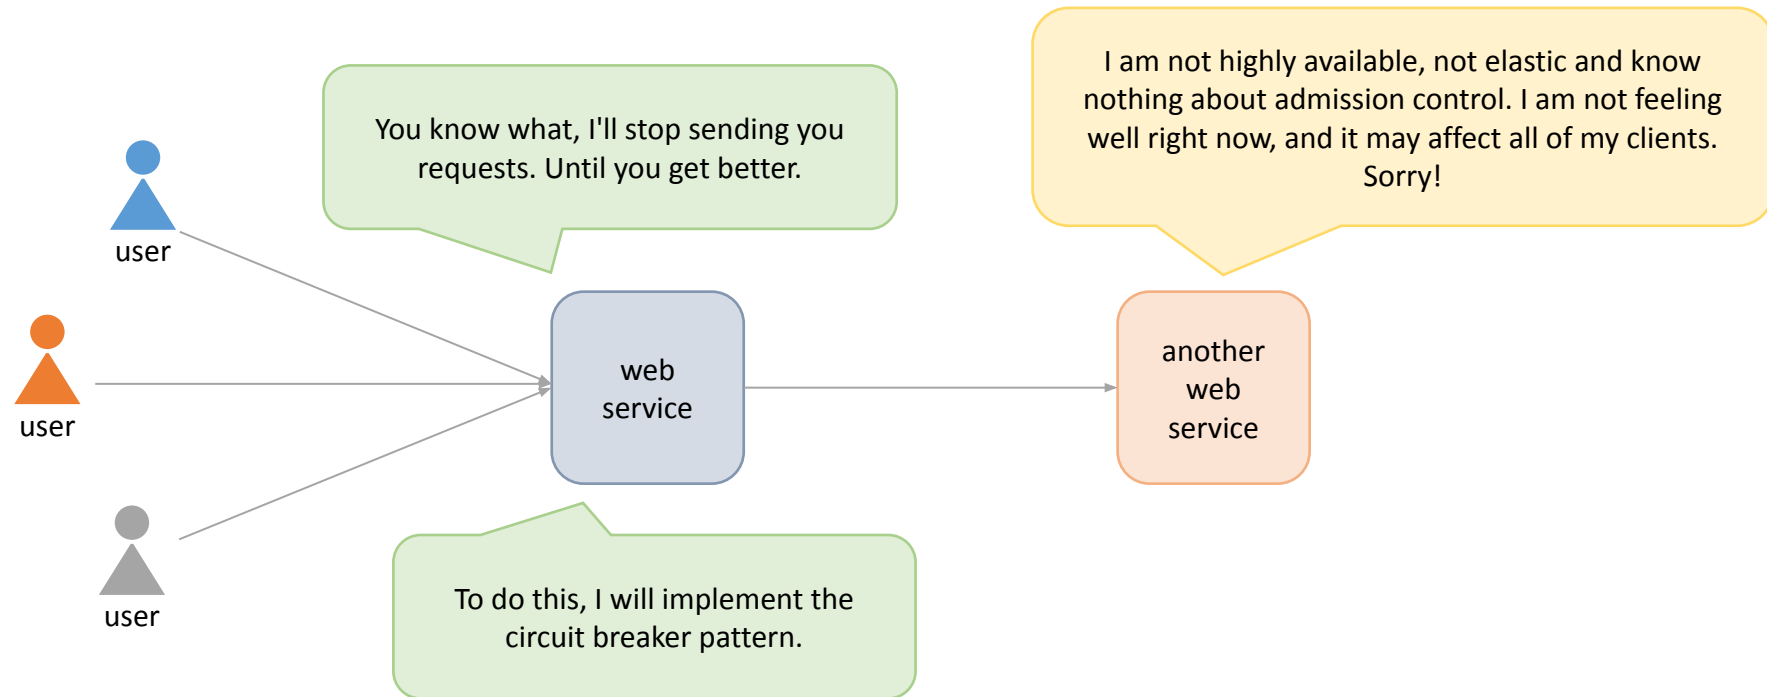 I am not highly available, not elastic and know
nothing about admission control. I am not feeling
well right now, and it may affect all of my clients.
Sorry!
You know what, I'll stop sending you
requests. Until you get better.
user
user
user
web
service
another
web
service
To do this, I will implement the
circuit breaker pattern.